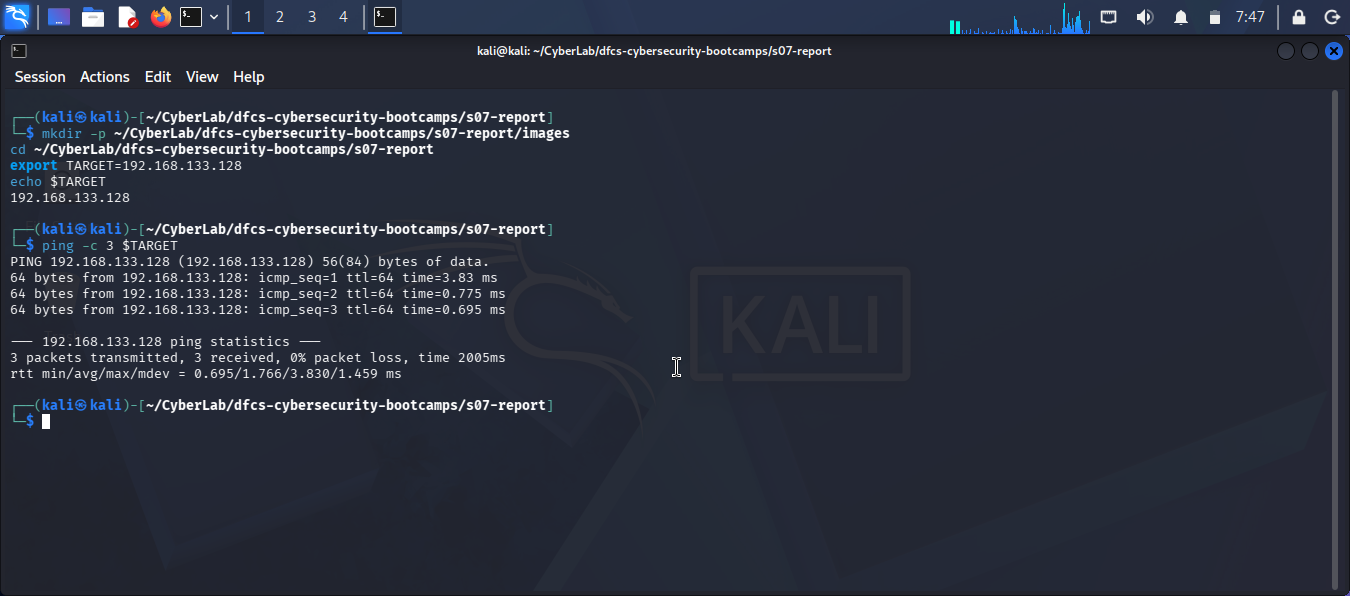 1 2 3 4 7:47
kali@kali: ~/CyberLab/dfcs-cybersecurity-bootcamps/s07-report
Session Actions Edit View Help
┌──(kali㉿kali)-[~/CyberLab/dfcs-cybersecurity-bootcamps/s07-report]
└─$ mkdir -p ~/CyberLab/dfcs-cybersecurity-bootcamps/s07-report/images
cd ~/CyberLab/dfcs-cybersecurity-bootcamps/s07-report
export TARGET=192.168.133.128
echo $TARGET
192.168.133.128
┌──(kali㉿kali)-[~/CyberLab/dfcs-cybersecurity-bootcamps/s07-report]
└─$ ping -c 3 $TARGET
PING 192.168.133.128 (192.168.133.128) 56(84) bytes of data.
64 bytes from 192.168.133.128: icmp_seq=1 ttl=64 time=3.83 ms
64 bytes from 192.168.133.128: icmp_seq=2 ttl=64 time=0.775 ms
64 bytes from 192.168.133.128: icmp_seq=3 ttl=64 time=0.695 ms
─── 192.168.133.128 ping statistics ───
3 packets transmitted, 3 received, 0% packet loss, time 2005ms
rtt min/avg/max/mdev = 0.695/1.766/3.830/1.459 ms
┌──(kali㉿kali)-[~/CyberLab/dfcs-cybersecurity-bootcamps/s07-report]
└─$
KALI